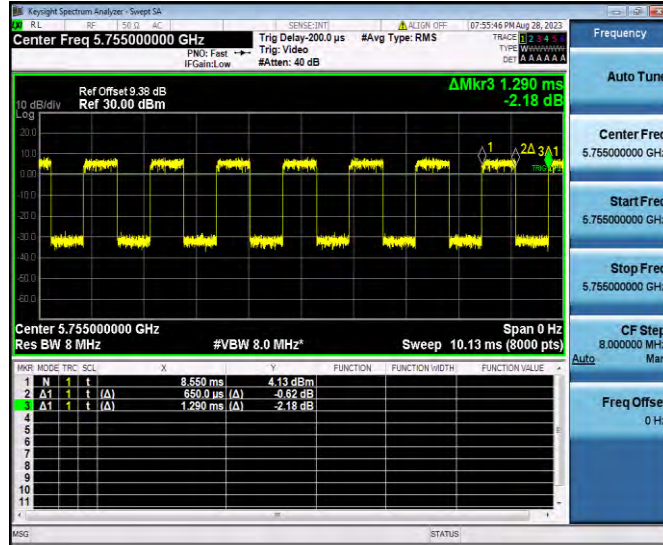 Keysight Spectrum Analyzer - Swept SA
RL RF 50 Ω AC SENSE:INT ALIGN OFF 07:55:46 PM Aug 28, 2023
Center Freq 5.755000000 GHz
PNO: Fast
IFGain:Low
Trig Delay-200.0 µs
Trig: Video
#Atten: 40 dB
#Avg Type: RMS
TRACE 1 2 3 4 5 6
TYPE W
DET A A A A A A
Frequency
Auto Tune
Ref Offset 9.38 dB
Ref 30.00 dBm
10 dB/div
Log
ΔMkr3 1.290 ms
-2.18 dB
20.0
10.0
0.00
-10.0
-20.0
-30.0
-40.0
-50.0
-60.0
1 2Δ 3Δ1
Center Freq
5.755000000 GHz
Start Freq
5.755000000 GHz
Stop Freq
5.755000000 GHz
CF Step
8.000000 MHz
Auto Man
Freq Offset
0 Hz
Center 5.755000000 GHz Span 0 Hz
Res BW 8 MHz #VBW 8.0 MHz* Sweep 10.13 ms (8000 pts)
MKR MODE TRC SCL X Y FUNCTION FUNCTION WIDTH FUNCTION VALUE
1 N 1 t 8.550 ms 4.13 dBm
2 Δ1 1 t (Δ) 650.0 µs (Δ) -0.62 dB
3 Δ1 1 t (Δ) 1.290 ms (Δ) -2.18 dB
4
5
6
7
8
9
10
11
MSG STATUS